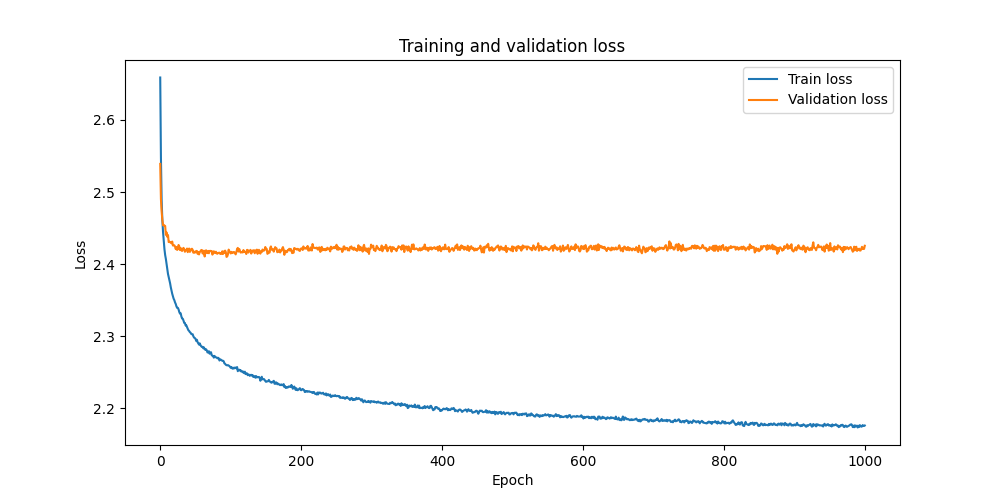 Training and validation loss
Train loss
Validation loss
2.6
2.5
2.4
2.3
2.2
Loss
0 200 400 600 800 1000
Epoch